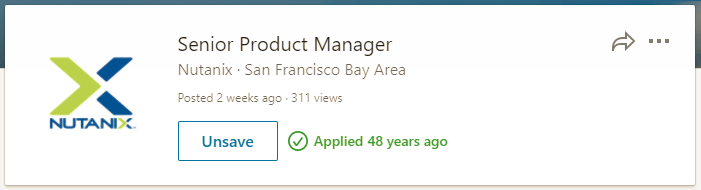 Senior Product Manager
Nutanix · San Francisco Bay Area
Posted 2 weeks ago · 311 views
NUTANIX
Unsave
Applied 48 years ago